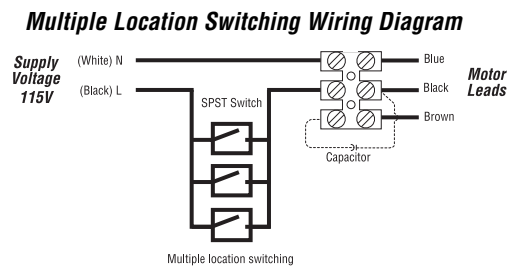 Multiple Location Switching Wiring Diagram
Supply
Voltage
115V
(White) N
(Black) L
SPST Switch
Blue
Black
Brown
Motor
Leads
Capacitor
Multiple location switching